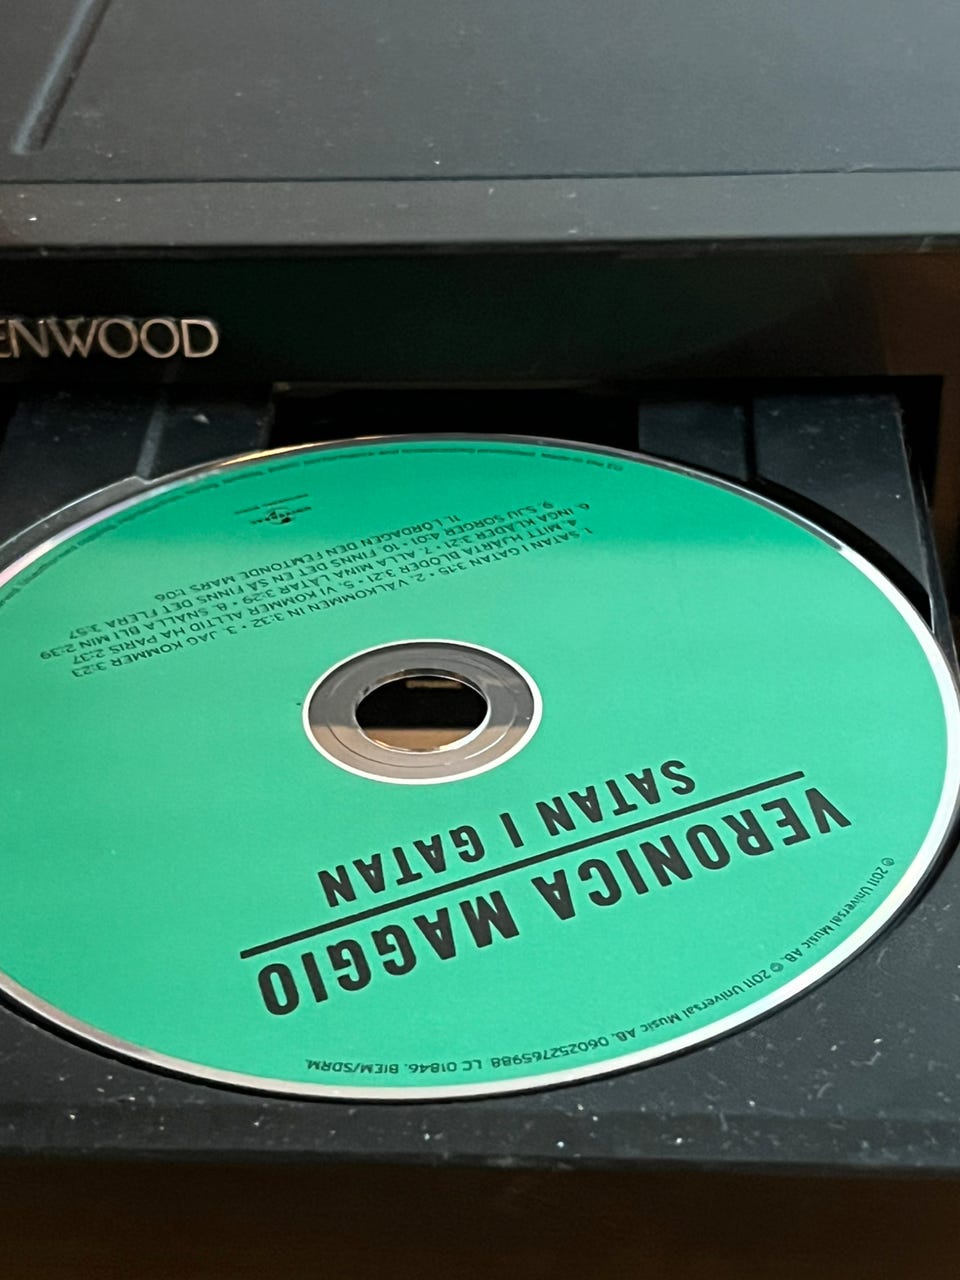 ENWOOD
℗ 2011 Universal Music AB. © 2011 Universal Music AB. 060252765988 LC 01846. BIEM/SDRM.
VERONICA MAGGIO
SATAN I GATAN
1. SATAN I GATAN 3:15 • 2. VÄLKOMMEN IN 3:32 • 3. JAG KOMMER 3:23
4. MITT HJÄRTA BLÖDER 3:21 • 5. VI KOMMER ALLTID HA PARIS 2:37
6. INGA KLÄDER 3:21 • 7. ALLA MINA LÅTAR 3:29 • 8. SNÄLLA BLI MIN 2:39
9. SJU SORGER 4:01 • 10 FINNS DET EN SÅ FINNS DET FLERA 3:57
11. LÖRDAGEN DEN FEMTONDE MARS 1:06
UNIVERSAL